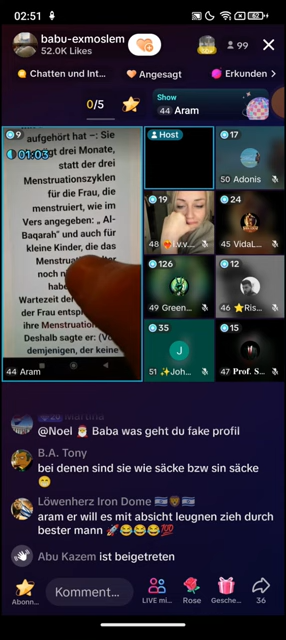 02:51
67
babu-exmoslem
52.0K Likes
99
Chatten und Int...
Angesagt
Erkunden
0/5
Show
44 Aram
9
01:03
aufgehört hat –: Sie
trägt drei Monate,
statt der drei
Menstruationszyklen
für die Frau, die
menstruiert, wie im
Vers angegeben: „ Al-
Baqarah" und auch für
kleine Kinder, die das
noch
Wartezeit
der Frau
ihre
Deshalb sagte er:
demjenigen, der keine
44 Aram
Host
17
50 Adonis
19
48
24
45 VidaL...
126
49 Green...
12
46 ⭐Ris...
35
J
51 ✨Joh...
15
47 Prof. S...
@Noel 🎅 Baba was geht du fake profil
B.A. Tony
bei denen sind sie wie säcke bzw sin säcke
😁
Löwenherz Iron Dome 🇮🇱🦁🇮🇱
aram er will es mit absicht leugnen zieh durch
bester mann 🚀😂😂😂💯
Abu Kazem ist beigetreten
Abonn...
Komment...
LIVE mi...
Rose
Gesche...
36